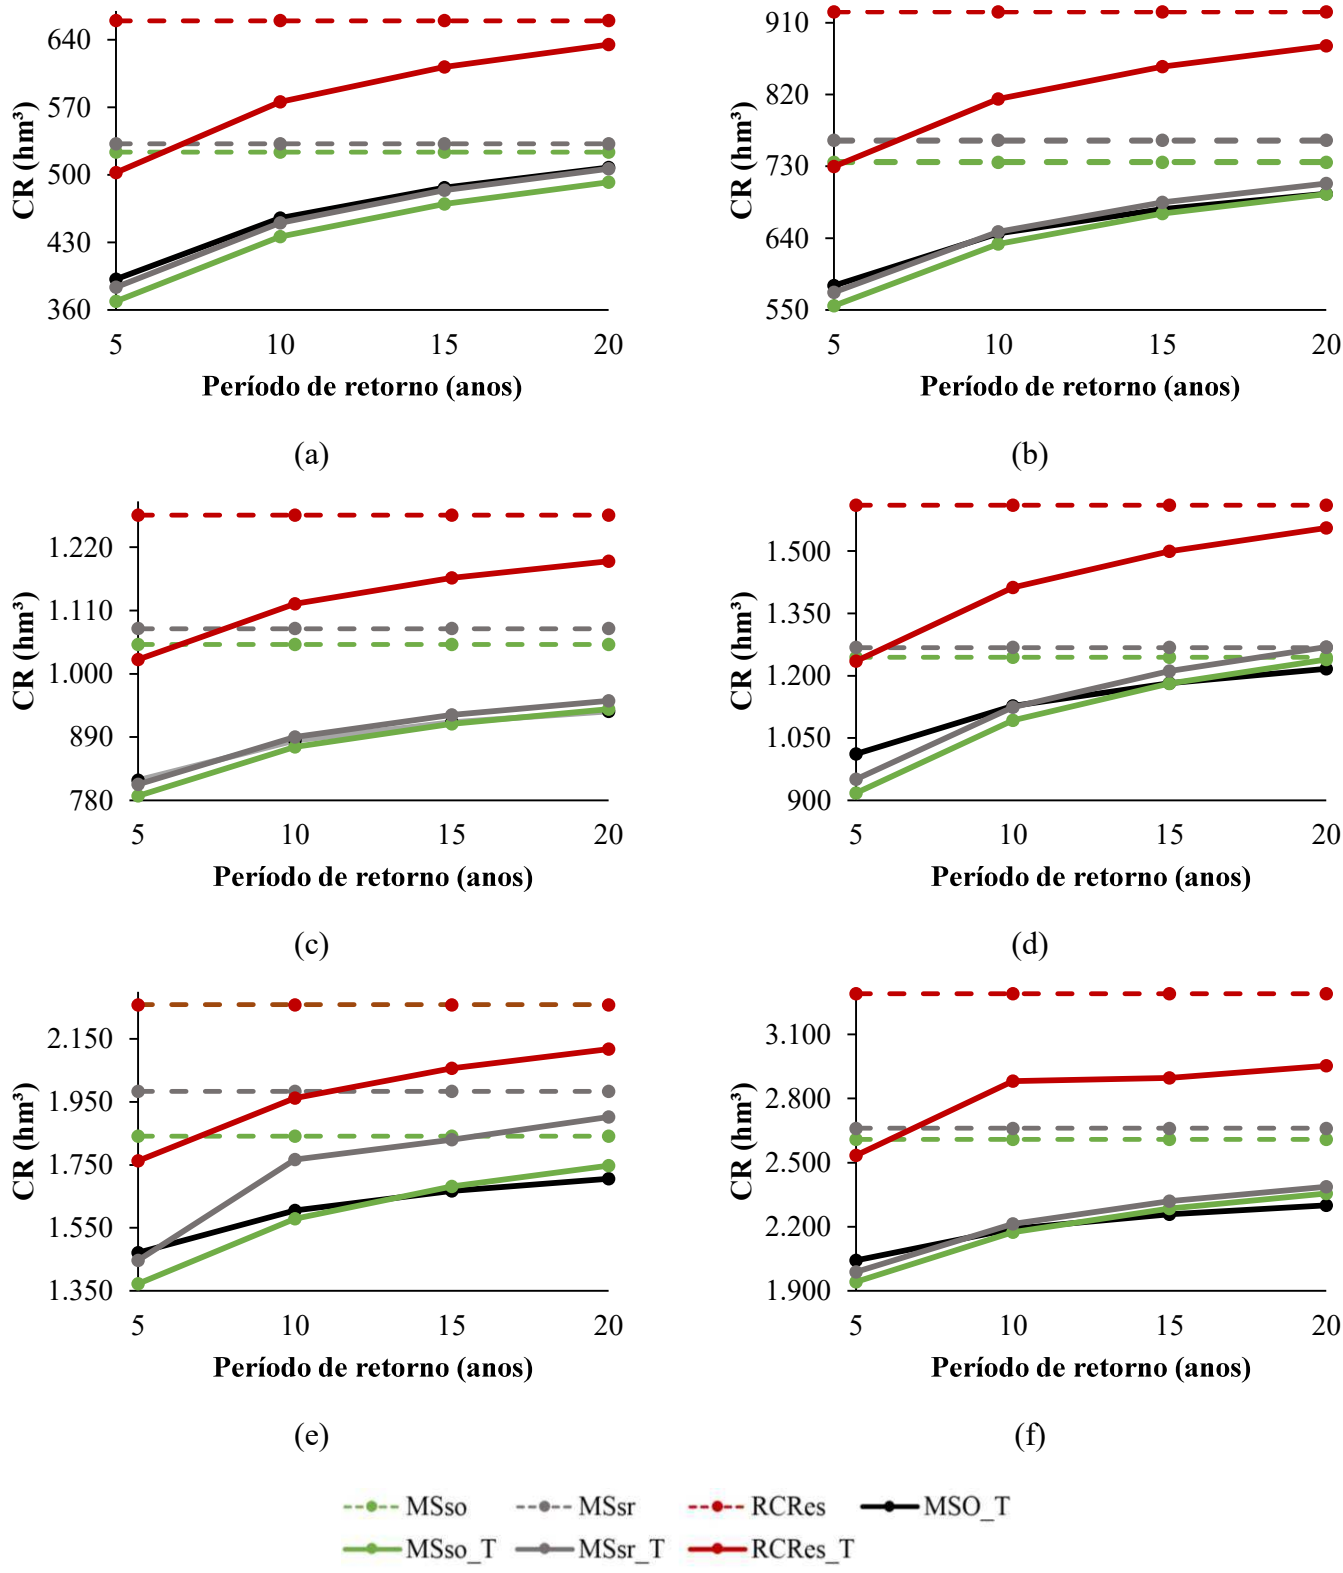 640
570
500
430
360
CR (hm³)
5 10 15 20
Período de retorno (anos)
(a)
910
820
730
640
550
CR (hm³)
5 10 15 20
Período de retorno (anos)
(b)
1.220
1.110
1.000
890
780
CR (hm³)
5 10 15 20
Período de retorno (anos)
(c)
1.500
1.350
1.200
1.050
900
CR (hm³)
5 10 15 20
Período de retorno (anos)
(d)
2.150
1.950
1.750
1.550
1.350
CR (hm³)
5 10 15 20
Período de retorno (anos)
(e)
3.100
2.800
2.500
2.200
1.900
CR (hm³)
5 10 15 20
Período de retorno (anos)
(f)
MSso MSsr RCRes MSO_T
MSso_T MSsr_T RCRes_T